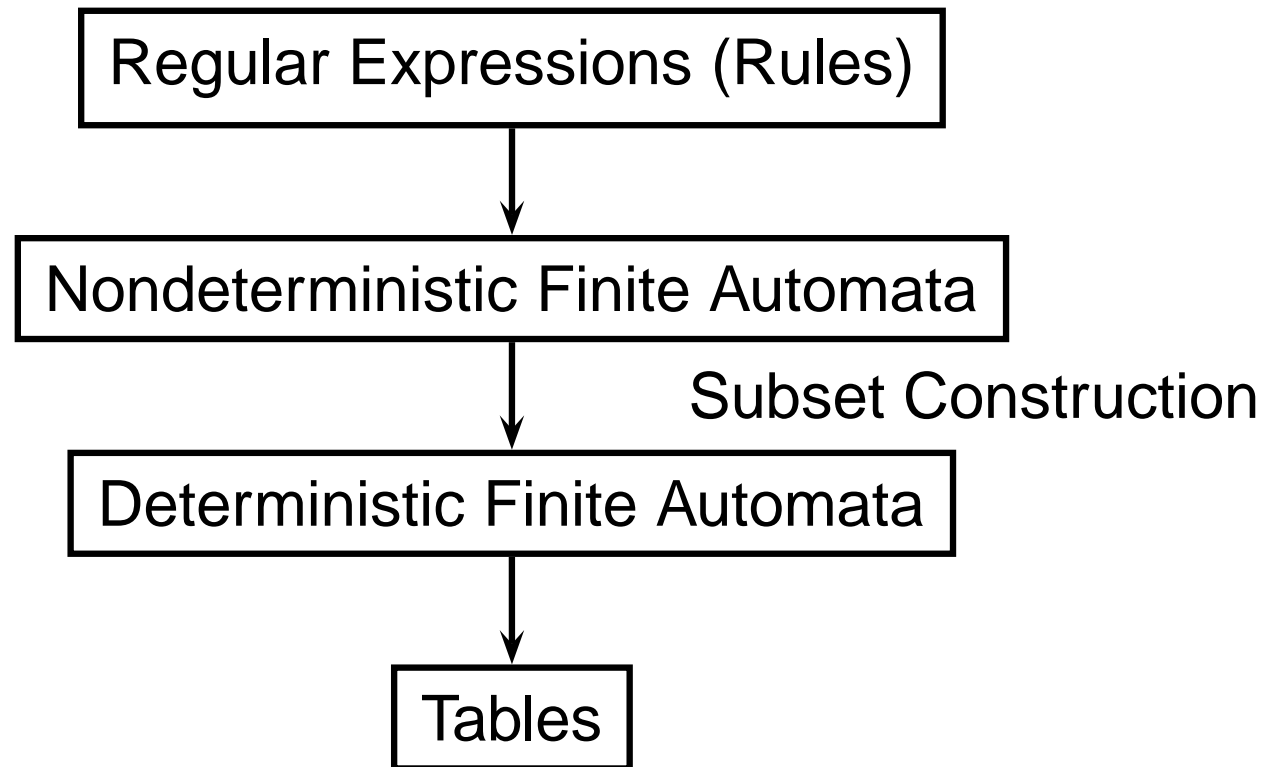 Regular Expressions (Rules)
Nondeterministic Finite Automata
Subset Construction
Deterministic Finite Automata
Tables